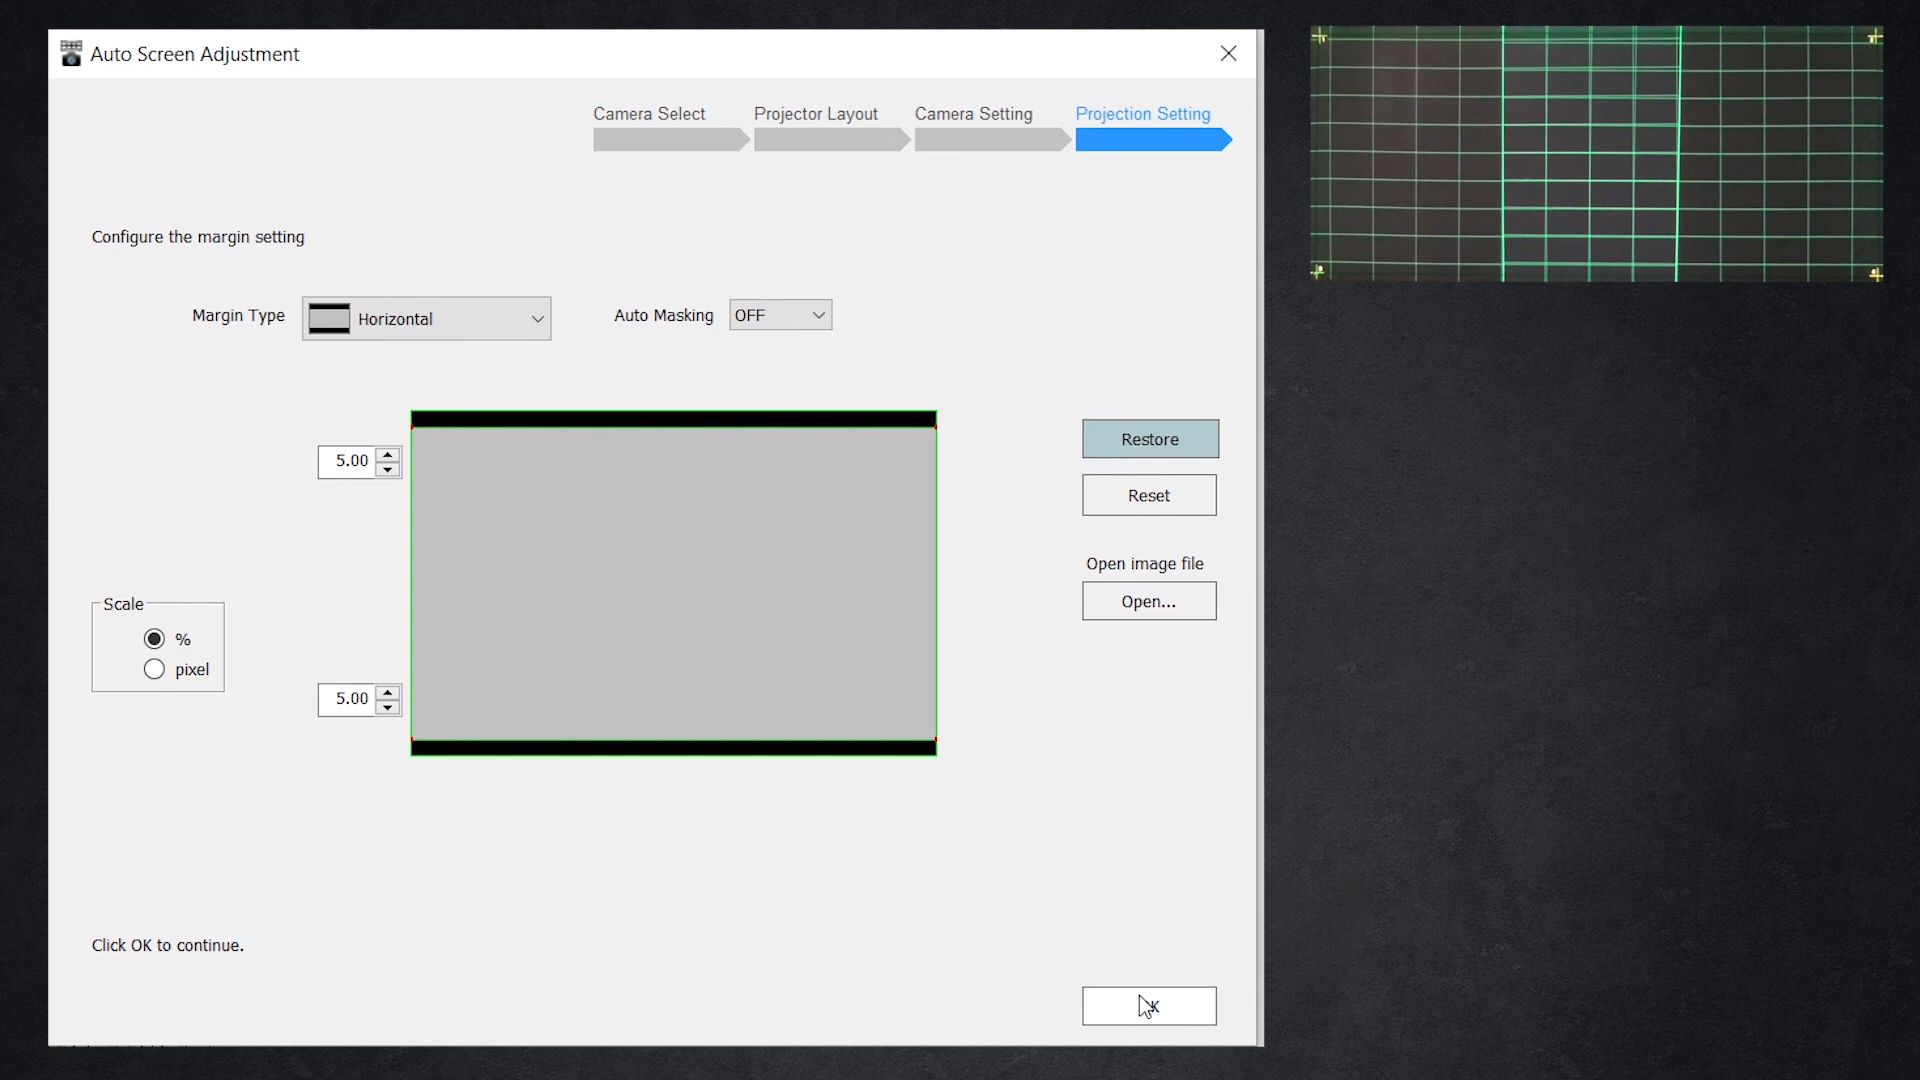 Auto Screen Adjustment
Camera Select Projector Layout Camera Setting Projection Setting
Configure the margin setting
Margin Type Horizontal Auto Masking OFF
5.00
Restore
Reset
Open image file
Open...
Scale
%
pixel
5.00
Click OK to continue.